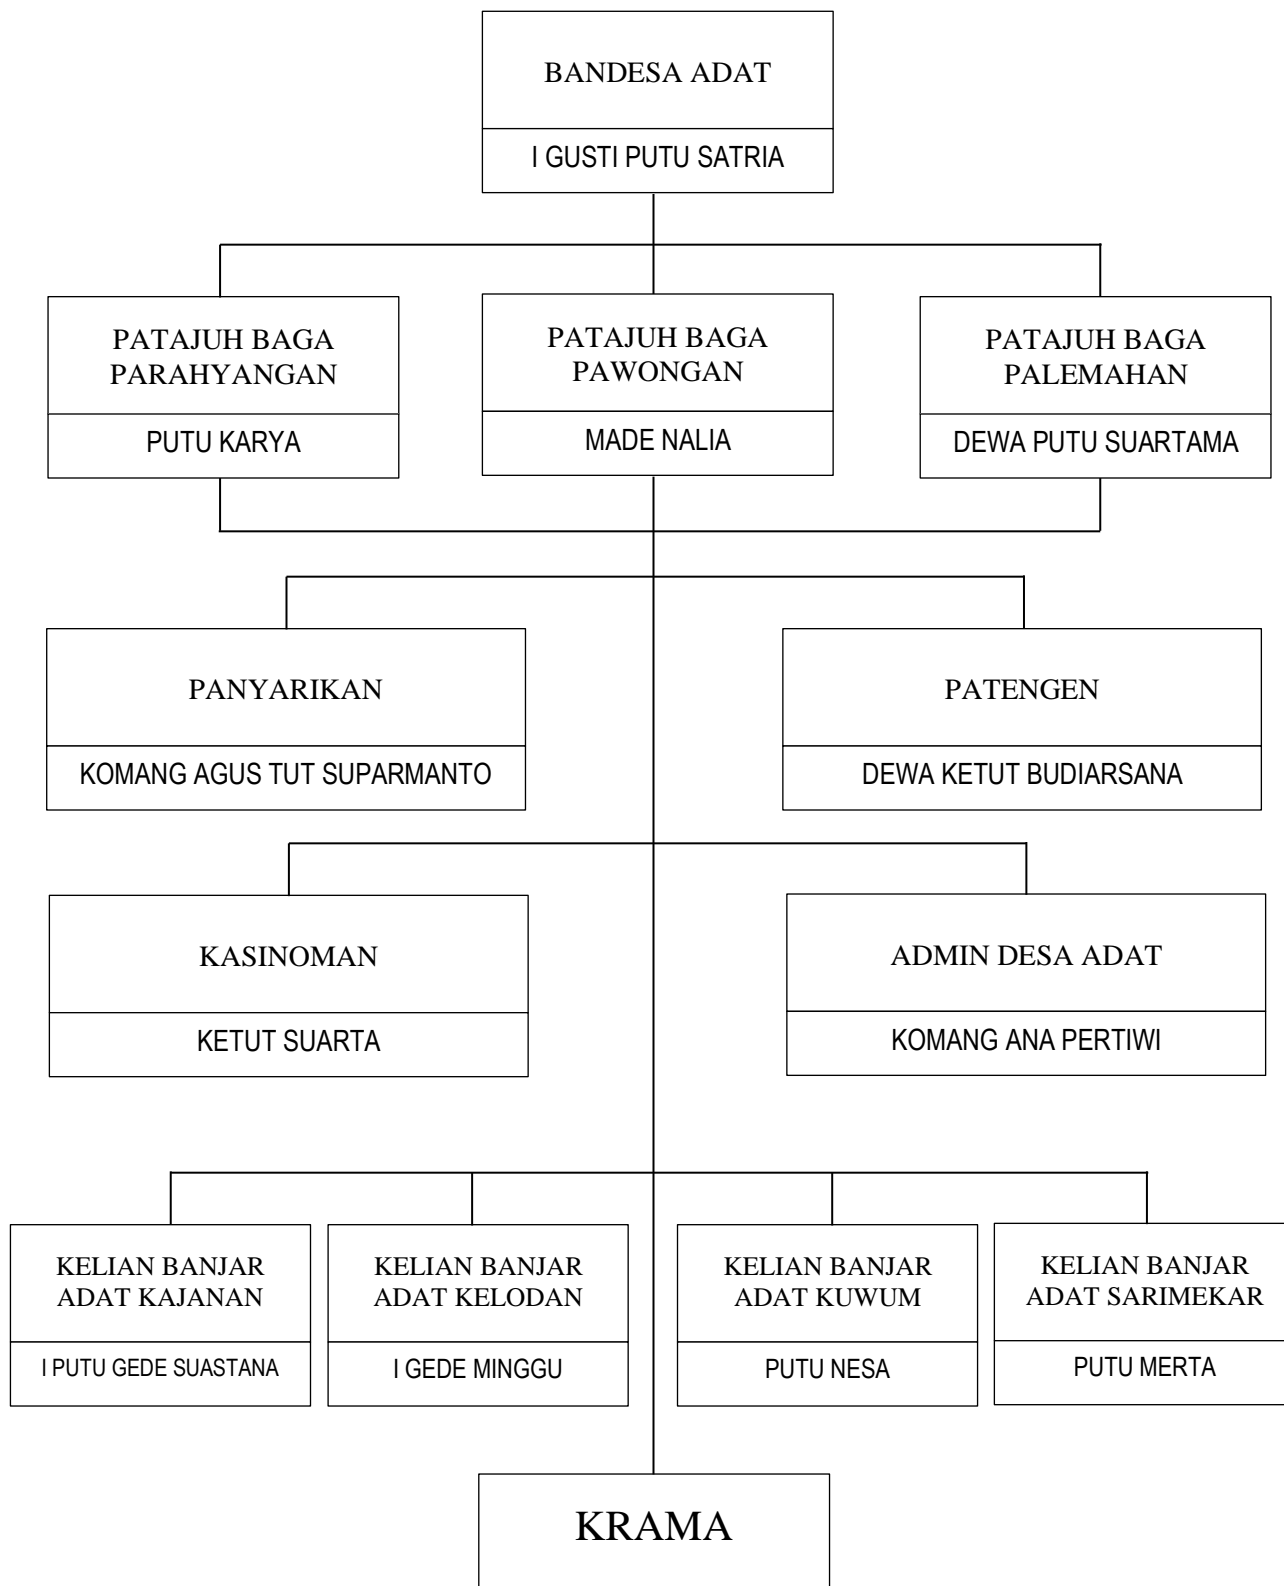 BANDESA ADAT
I GUSTI PUTU SATRIA
PATAJUH BAGA
PARAHYANGAN
PUTU KARYA
PATAJUH BAGA
PAWONGAN
MADE NALIA
PATAJUH BAGA
PALEMAHAN
DEWA PUTU SUARTAMA
PANYARIKAN
KOMANG AGUS TUT SUPARMANTO
PATENGEN
DEWA KETUT BUDIARSANA
KASINOMAN
KETUT SUARTA
ADMIN DESA ADAT
KOMANG ANA PERTIWI
KELIAN BANJAR
ADAT KAJANAN
I PUTU GEDE SUASTANA
KELIAN BANJAR
ADAT KELODAN
I GEDE MINGGU
KELIAN BANJAR
ADAT KUWUM
PUTU NESA
KELIAN BANJAR
ADAT SARIMEKAR
PUTU MERTA
KRAMA